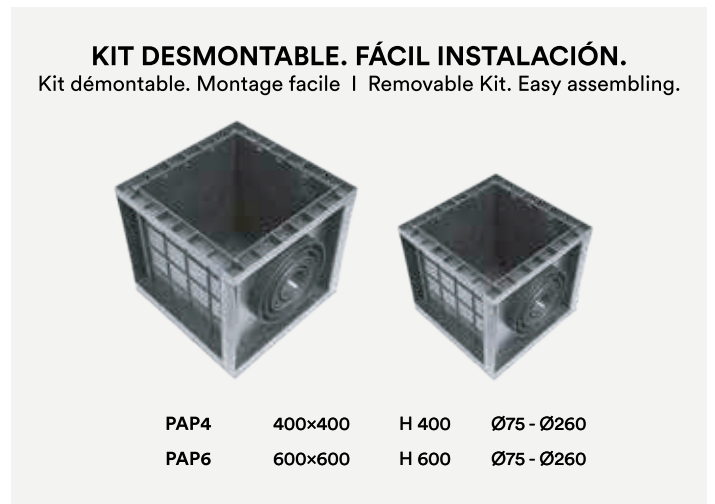 KIT DESMONTABLE. FÁCIL INSTALACIÓN.
Kit démontable. Montage facile I Removable Kit. Easy assembling.
PAP4 400×400 H 400 Ø75 - Ø260
PAP6 600×600 H 600 Ø75 - Ø260